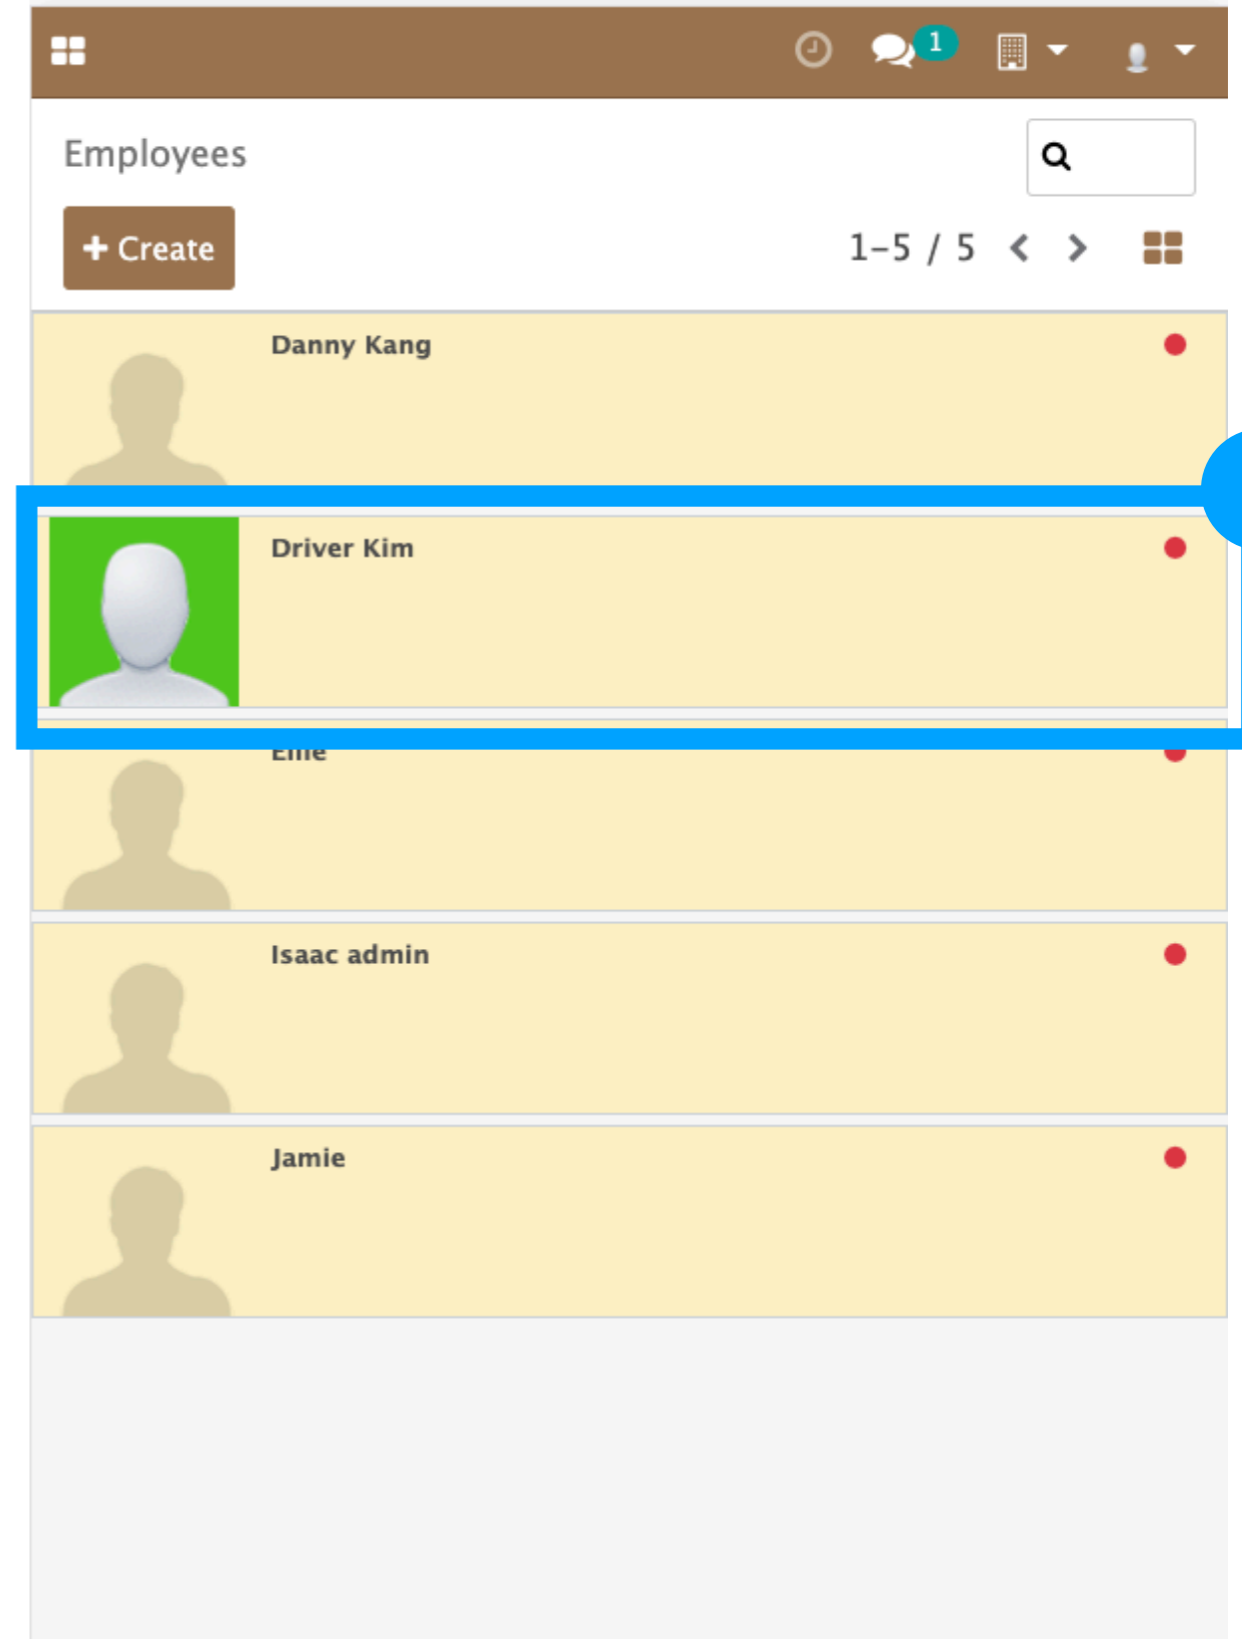 1
Employees
+ Create
1-5 / 5
Danny Kang
Driver Kim
Isaac admin
Jamie